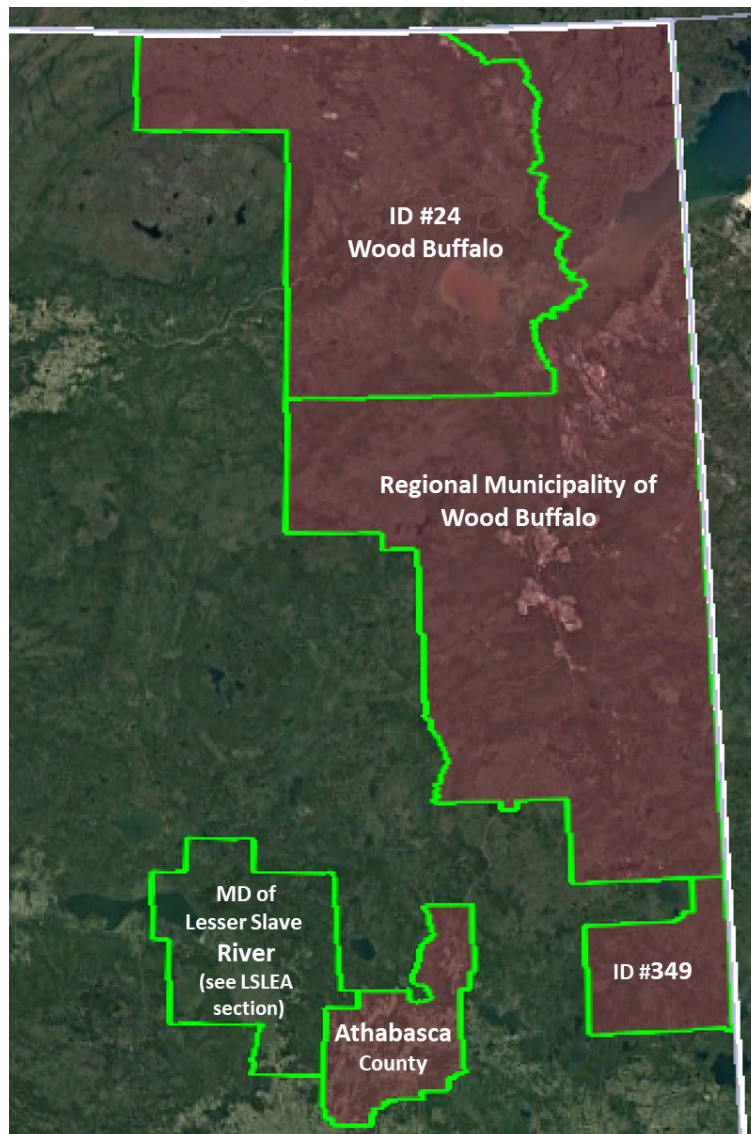 ID #24
Wood Buffalo
Regional Municipality of
Wood Buffalo
MD of
Lesser Slave
River
(see LSLEA
section)
ID #349
Athabasca
County